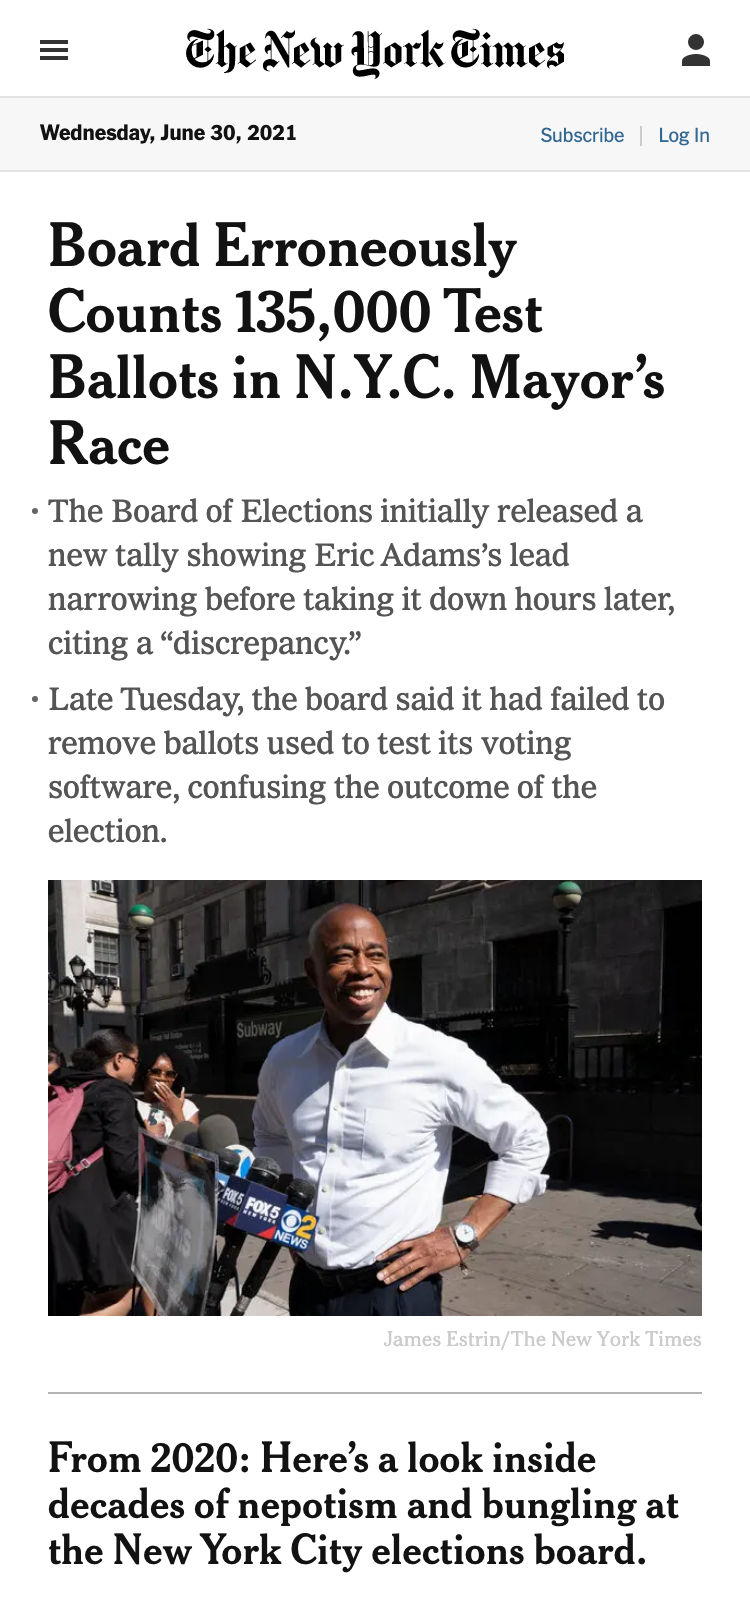 The New York Times
Wednesday, June 30, 2021
Subscribe | Log In
Board Erroneously
Counts 135,000 Test
Ballots in N.Y.C. Mayor’s
Race
• The Board of Elections initially released a
new tally showing Eric Adams’s lead
narrowing before taking it down hours later,
citing a “discrepancy.”
• Late Tuesday, the board said it had failed to
remove ballots used to test its voting
software, confusing the outcome of the
election.
Subway
FOX 5
FOX 5
NEW YORK
2
NEWS
James Estrin/The New York Times
From 2020: Here’s a look inside
decades of nepotism and bungling at
the New York City elections board.